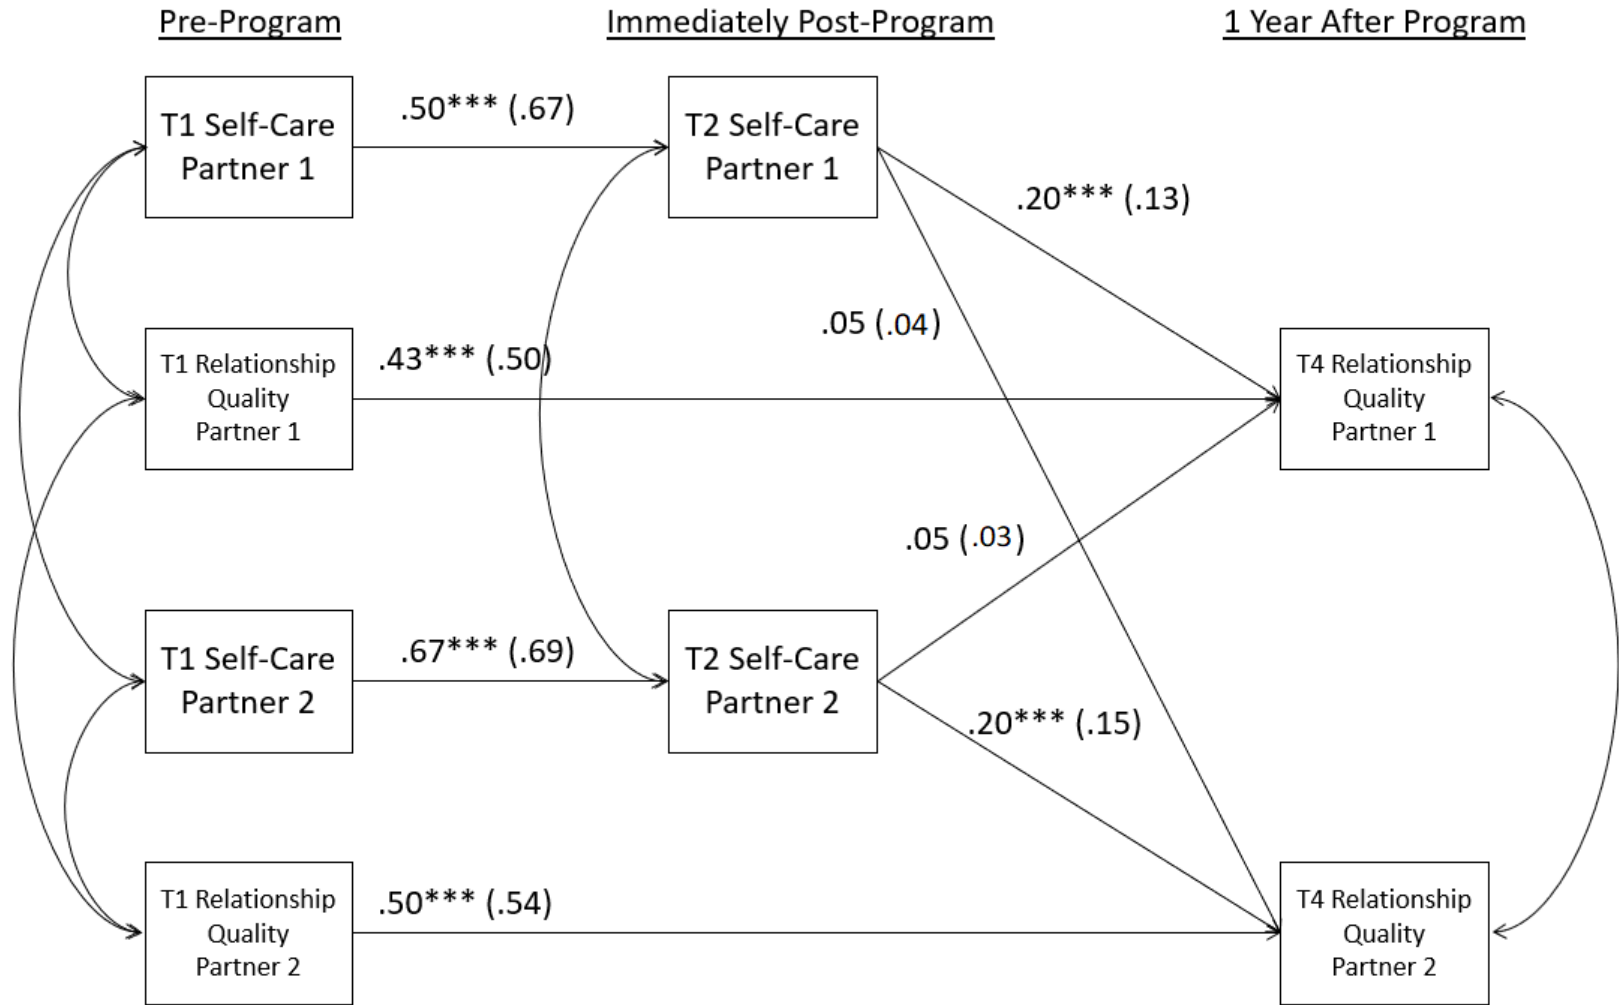 Pre-Program
Immediately Post-Program
1 Year After Program
T1 Self-Care
Partner 1
.50*** (.67)
T2 Self-Care
Partner 1
.20*** (.13)
.05 (.04)
T1 Relationship
Quality
Partner 1
.43*** (.50)
T4 Relationship
Quality
Partner 1
.05 (.03)
T1 Self-Care
Partner 2
.67*** (.69)
T2 Self-Care
Partner 2
.20*** (.15)
T1 Relationship
Quality
Partner 2
.50*** (.54)
T4 Relationship
Quality
Partner 2